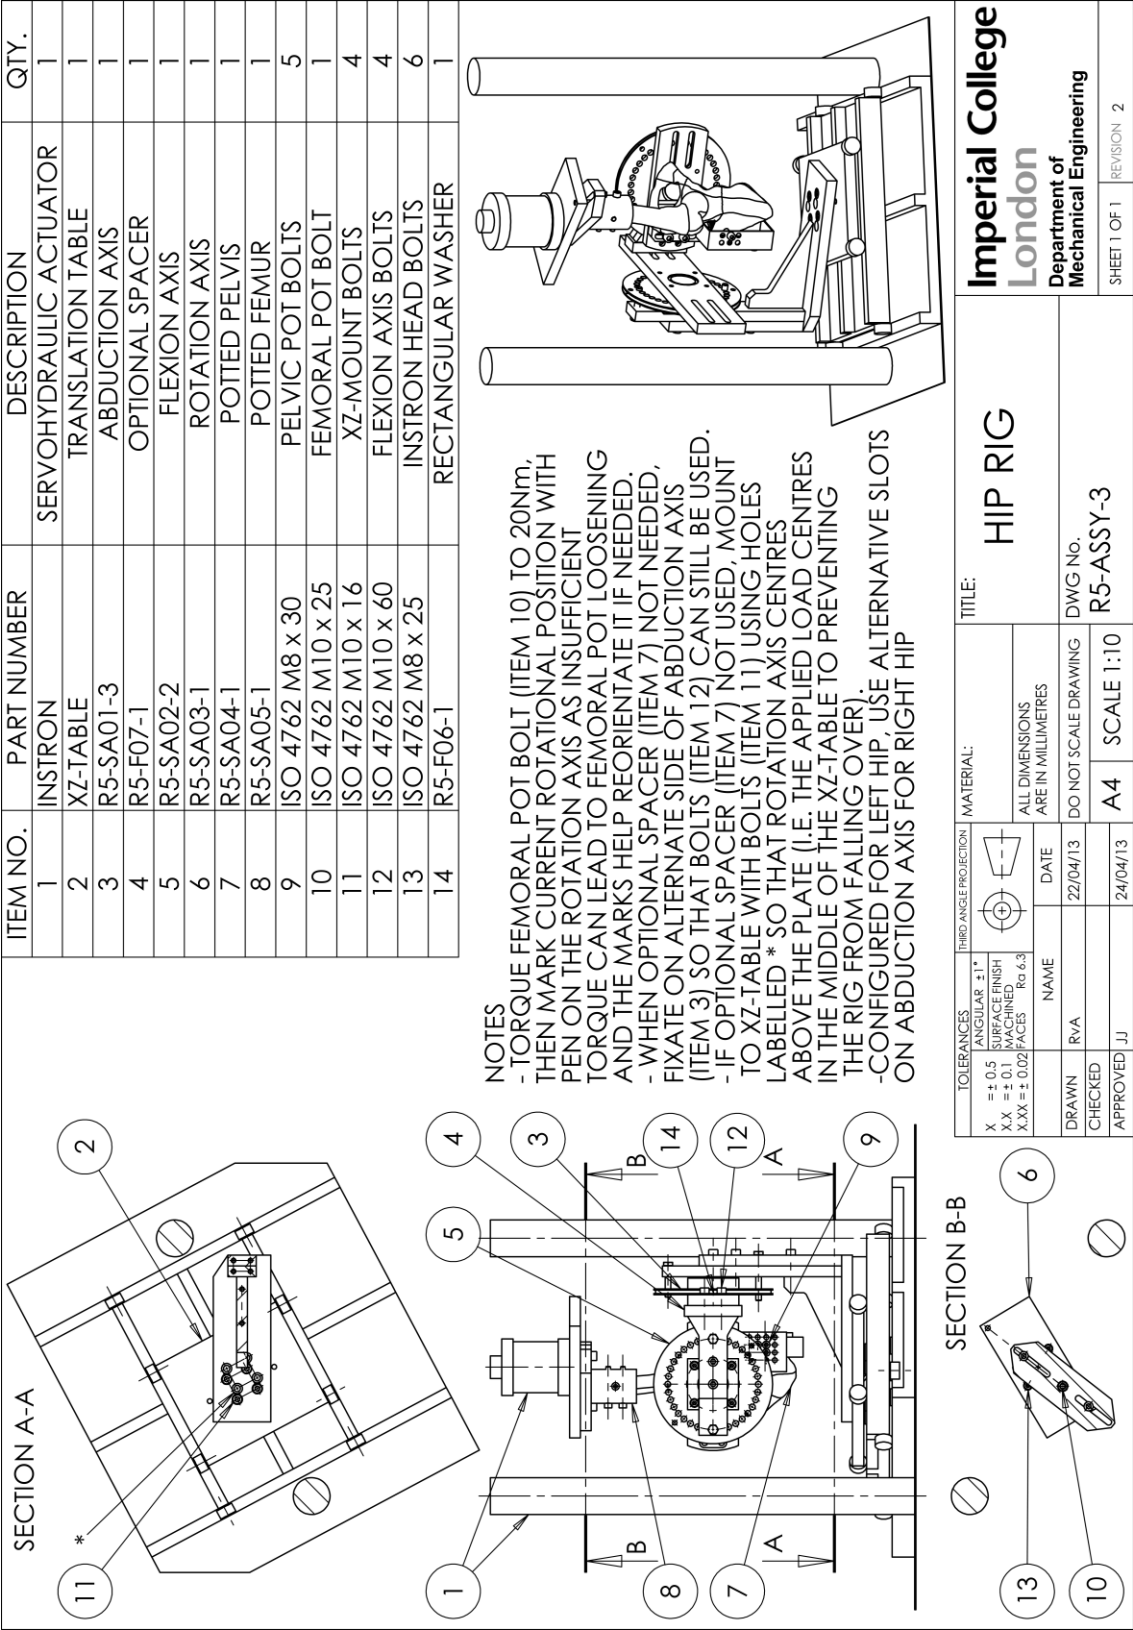 SECTION A-A
2
11
*
ITEM NO. PART NUMBER DESCRIPTION QTY.
1 INSTRON SERVOHYDRAULIC ACTUATOR 1
2 XZ-TABLE TRANSLATION TABLE 1
3 R5-SA01-3 ABDUCTION AXIS 1
4 R5-F07-1 OPTIONAL SPACER 1
5 R5-SA02-2 FLEXION AXIS 1
6 R5-SA03-1 ROTATION AXIS 1
7 R5-SA04-1 POTTED PELVIS 1
8 R5-SA05-1 POTTED FEMUR 1
9 ISO 4762 M8 x 30 PELVIC POT BOLTS 5
10 ISO 4762 M10 x 25 FEMORAL POT BOLT 1
11 ISO 4762 M10 x 16 XZ-MOUNT BOLTS 4
12 ISO 4762 M10 x 60 FLEXION AXIS BOLTS 4
13 ISO 4762 M8 x 25 INSTRON HEAD BOLTS 6
14 R5-F06-1 RECTANGULAR WASHER 1
1
8
7
5
4
3
14
12
9
B
B
A
A
NOTES
- TORQUE FEMORAL POT BOLT (ITEM 10) TO 20Nm,
THEN MARK CURRENT ROTATIONAL POSITION WITH
PEN ON THE ROTATION AXIS AS INSUFFICIENT
TORQUE CAN LEAD TO FEMORAL POT LOOSENING
AND THE MARKS HELP REORIENTATE IT IF NEEDED.
- WHEN OPTIONAL SPACER (ITEM 7) NOT NEEDED,
FIXATE ON ALTERNATE SIDE OF ABDUCTION AXIS
(ITEM 3) SO THAT BOLTS (ITEM 12) CAN STILL BE USED.
- IF OPTIONAL SPACER (ITEM 7) NOT USED, MOUNT
TO XZ-TABLE WITH BOLTS (ITEM 11) USING HOLES
LABELLED * SO THAT ROTATION AXIS CENTRES
ABOVE THE PLATE (I.E. THE APPLIED LOAD CENTRES
IN THE MIDDLE OF THE XZ-TABLE TO PREVENTING
THE RIG FROM FALLING OVER).
-CONFIGURED FOR LEFT HIP, USE ALTERNATIVE SLOTS
ON ABDUCTION AXIS FOR RIGHT HIP
SECTION B-B
13
10
6
TOLERANCES
X = ± 0.5
X.X = ± 0.1
X.XX = ± 0.02
ANGULAR ±1°
SURFACE FINISH
MACHINED
FACES Ra 6.3
THIRD ANGLE PROJECTION
NAME DATE
DRAWN RvA 22/04/13
CHECKED
APPROVED JJ 24/04/13
MATERIAL:
ALL DIMENSIONS
ARE IN MILLIMETRES
DO NOT SCALE DRAWING
A4 SCALE 1:10
TITLE:
HIP RIG
DWG No.
R5-ASSY-3
Imperial College
London
Department of
Mechanical Engineering
SHEET 1 OF 1 REVISION 2